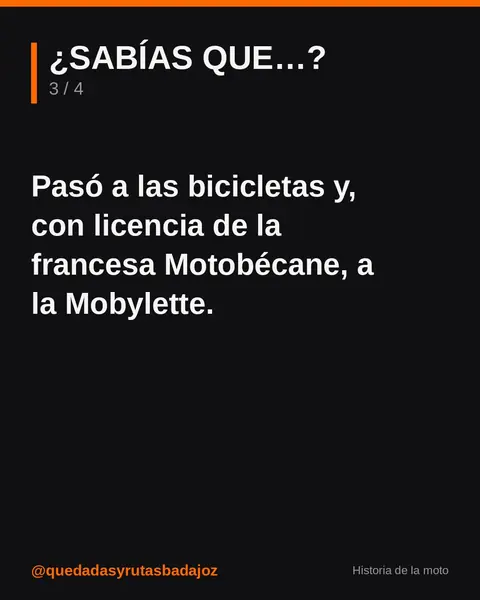 ¿SABÍAS QUE…?
3 / 4
Pasó a las bicicletas y,
con licencia de la
francesa Motobécane, a
la Mobylette.
@quedadasyrutasbadajoz
Historia de la moto